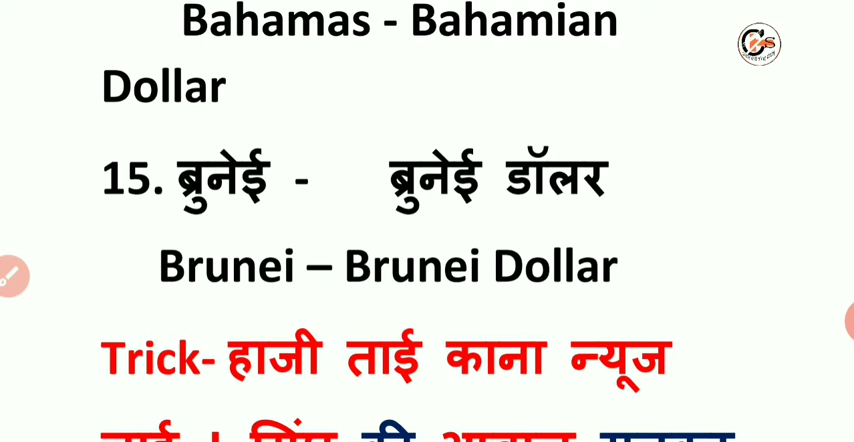 Bahamas - Bahamian
Dollar
15. ब्रुनेई - ब्रुनेई डॉलर
Brunei – Brunei Dollar
Trick- हाजी ताई काना न्यूज